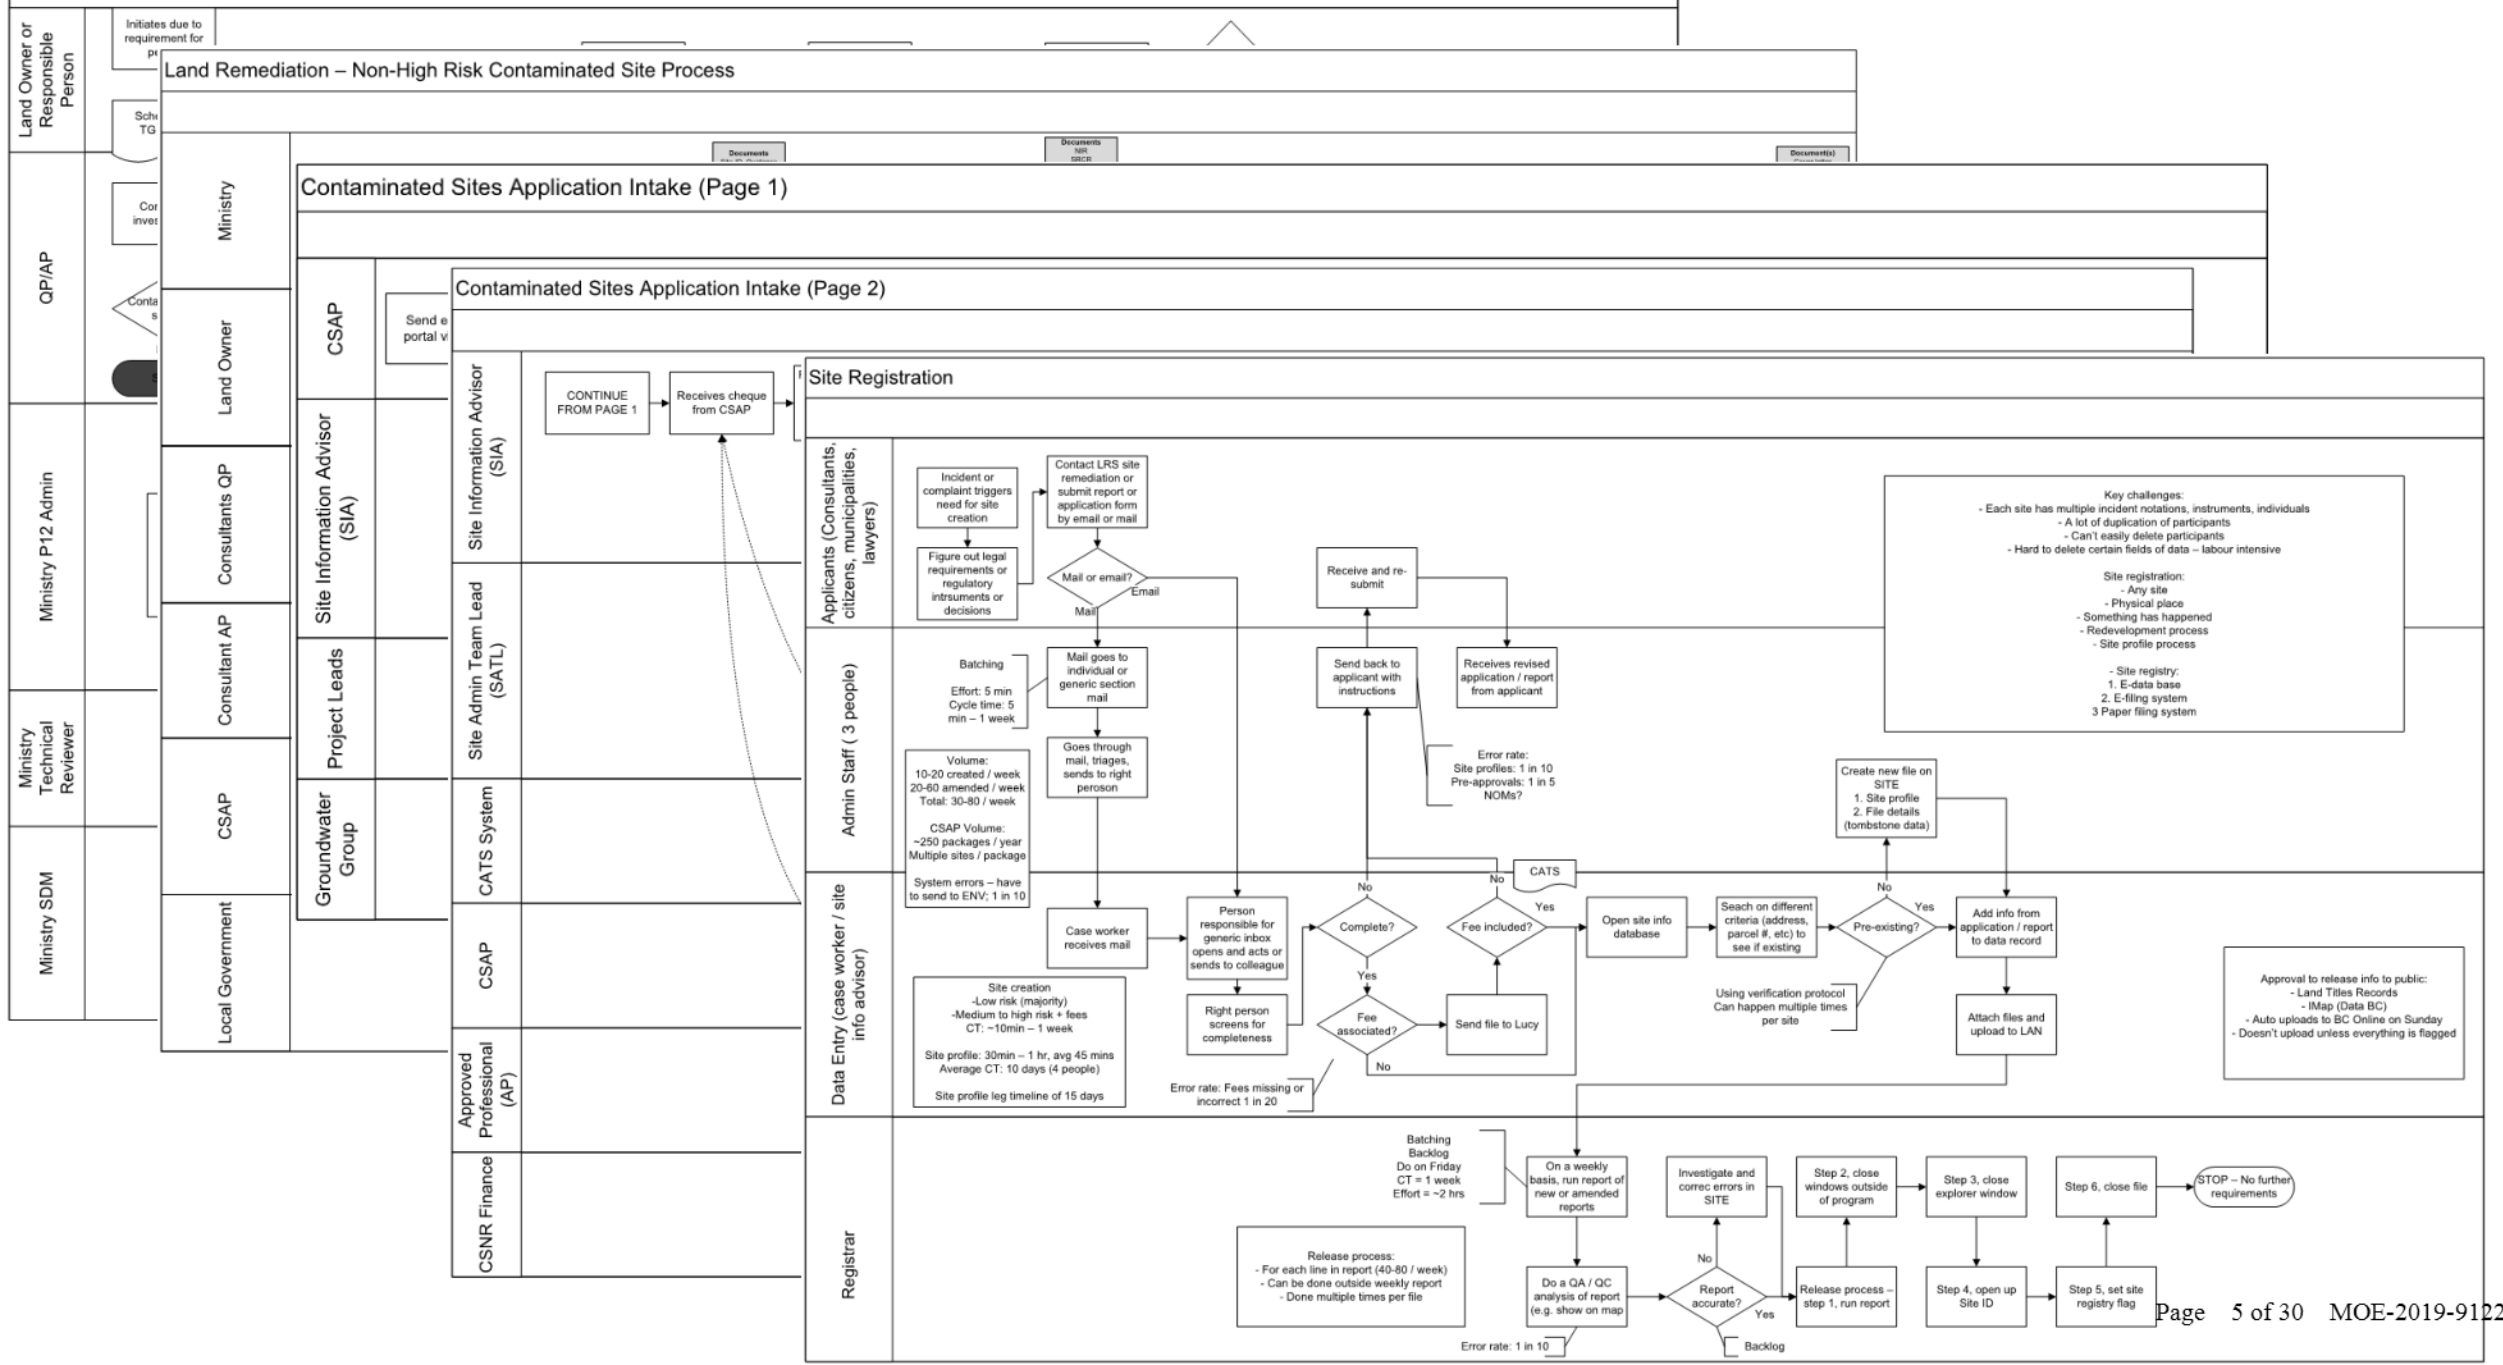 Land Owner or
Responsible
Person
Initiates due to
requirement for
QP/AP
Ministry P12 Admin
Ministry
Technical
Reviewer
Ministry SDM
Land Remediation – Non-High Risk Contaminated Site Process
Documents
Documents
NIR
SRCR
Document(s)
Ministry
Land Owner
Consultants QP
Consultant AP
CSAP
Local Government
Contaminated Sites Application Intake (Page 1)
CSAP
Send e
portal v
Site Information Advisor
(SIA)
Project Leads
Groundwater
Group
Contaminated Sites Application Intake (Page 2)
Site Information Advisor
(SIA)
CONTINUE
FROM PAGE 1
Receives cheque
from CSAP
Site Admin Team Lead
(SATL)
CATS System
CSAP
Approved
Professional
(AP)
CSNR Finance
Site Registration
Applicants (Consultants,
citizens, municipalities,
lawyers)
Incident or
complaint triggers
need for site
creation
Figure out legal
requirements or
regulatory
intrsuments or
decisions
Contact LRS site
remediation or
submit report or
application form
by email or mail
Mail or email?
Email
Mail
Receive and re-
submit
Key challenges:
- Each site has multiple incident notations, instruments, individuals
- A lot of duplication of participants
- Can't easily delete participants
- Hard to delete certain fields of data – labour intensive
Site registration:
- Any site
- Physical place
- Something has happened
- Redevelopment process
- Site profile process
- Site registry:
1. E-data base
2. E-filing system
3 Paper filing system
Admin Staff ( 3 people)
Batching
Effort: 5 min
Cycle time: 5
min – 1 week
Mail goes to
individual or
generic section
mail
Goes through
mail, triages,
sends to right
peroson
Volume:
10-20 created / week
20-60 amended / week
Total: 30-80 / week
CSAP Volume:
~250 packages / year
Multiple sites / package
System errors – have
to send to ENV; 1 in 10
Send back to
applicant with
instructions
Receives revised
application / report
from applicant
Error rate:
Site profiles: 1 in 10
Pre-approvals: 1 in 5
NOMs?
Create new file on
SITE
1. Site profile
2. File details
(tombstone data)
Data Entry (case worker / site
info advisor)
Case worker
receives mail
Person
responsible for
generic inbox
opens and acts or
sends to colleague
Right person
screens for
completeness
Site creation
-Low risk (majority)
-Medium to high risk + fees
CT: ~10min – 1 week
Site profile: 30min – 1 hr, avg 45 mins
Average CT: 10 days (4 people)
Site profile leg timeline of 15 days
No
Complete?
Yes
Fee
associated?
No
Error rate: Fees missing or
incorrect 1 in 20
Send file to Lucy
No
Fee included?
Yes
CATS
Open site info
database
Seach on different
criteria (address,
parcel #, etc) to
see if existing
No
Pre-existing?
Yes
Using verification protocol
Can happen multiple times
per site
Add info from
application / report
to data record
Attach files and
upload to LAN
Approval to release info to public:
- Land Titles Records
- IMap (Data BC)
- Auto uploads to BC Online on Sunday
- Doesn't upload unless everything is flagged
Registrar
Batching
Backlog
Do on Friday
CT = 1 week
Effort = ~2 hrs
On a weekly
basis, run report of
new or amended
reports
Release process:
- For each line in report (40-80 / week)
- Can be done outside weekly report
- Done multiple times per file
Do a QA / QC
analysis of report
(e.g. show on map
Error rate: 1 in 10
Investigate and
correc errors in
SITE
No
Report
accurate?
Yes
Backlog
Release process –
step 1, run report
Step 2, close
windows outside
of program
Step 3, close
explorer window
Step 4, open up
Site ID
Step 5, set site
registry flag
Step 6, close file
STOP – No further
requirements
Page 5 of 30 MOE-2019-9122